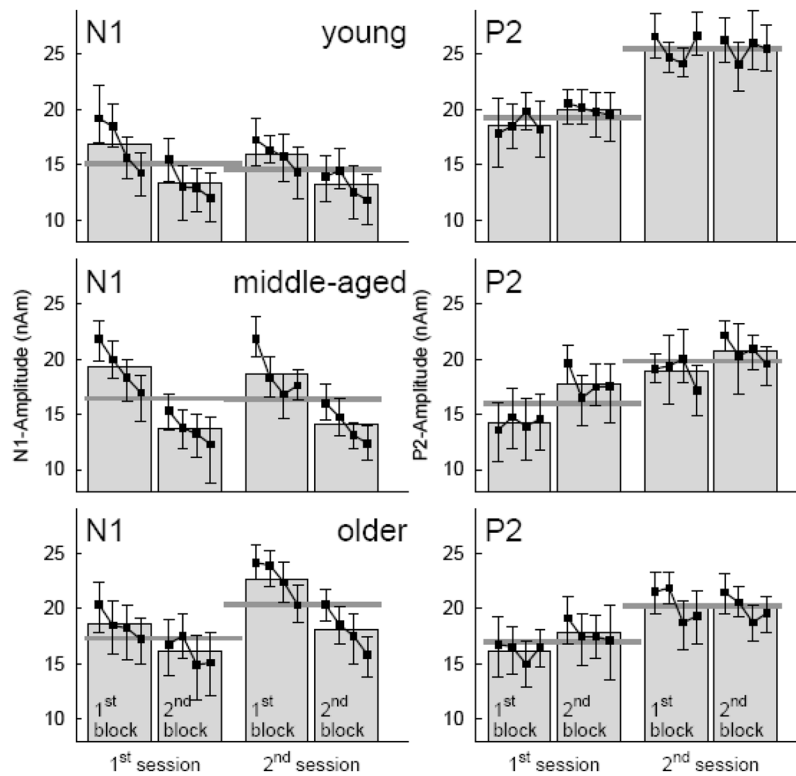 N1 young
25
20
15
10
P2
25
20
15
10
N1 middle-aged
25
20
15
10
P2
25
20
15
10
N1-Amplitude (nAm)
P2-Amplitude (nAm)
N1 older
25
20
15
10
1st block
2nd block
1st block
2nd block
1st session
2nd session
P2
25
20
15
10
1st block
2nd block
1st block
2nd block
1st session
2nd session